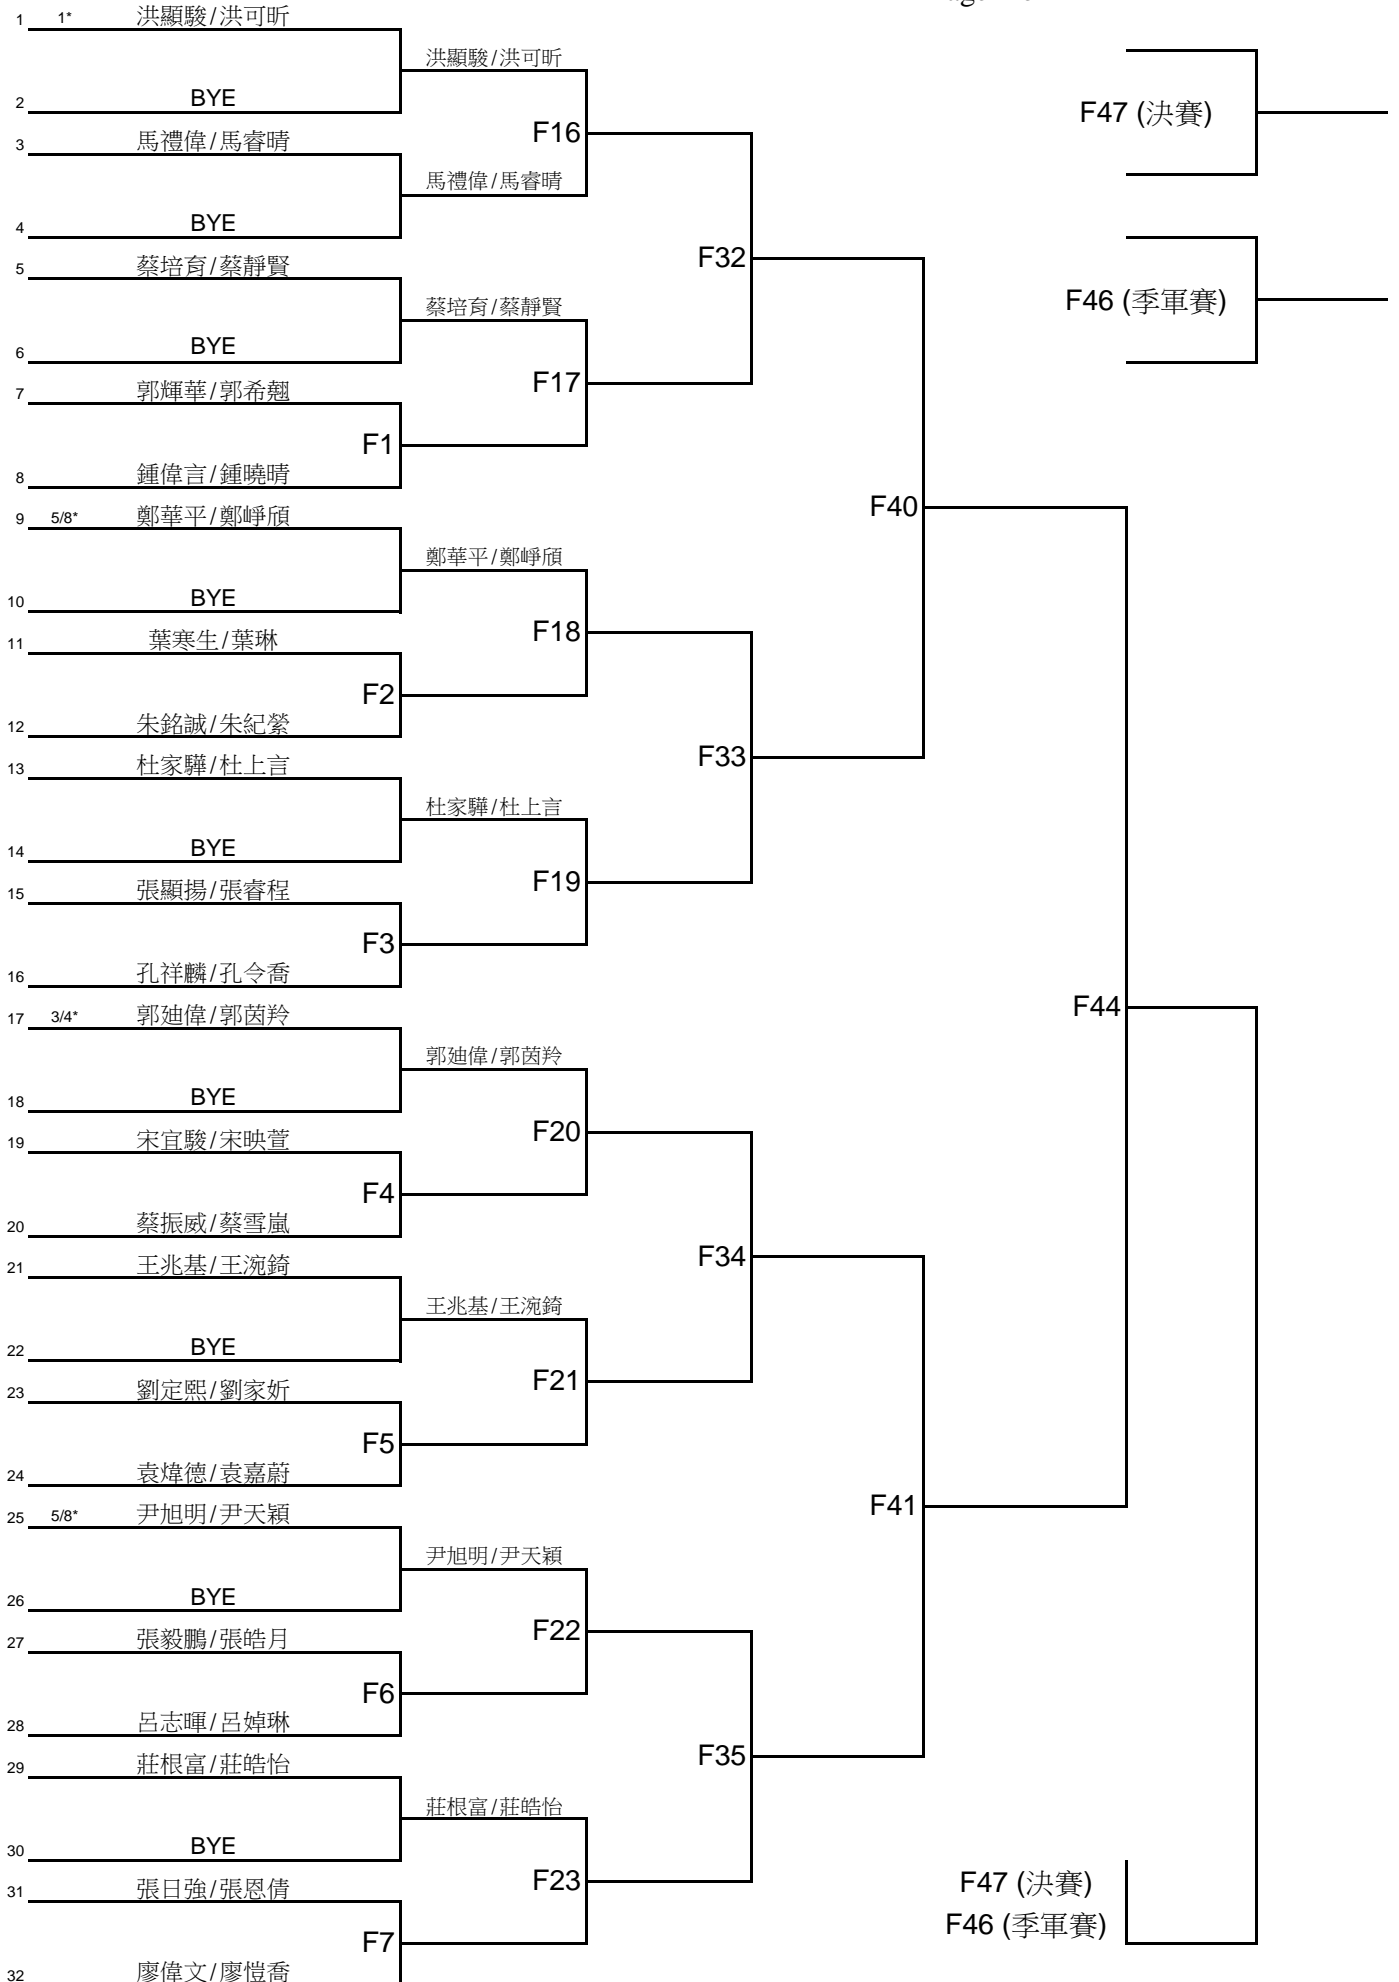 1 1* 洪顯駿/洪可昕
洪顯駿/洪可昕
2 BYE
F47 (決賽)
F16
3 馬禮偉/馬睿晴
馬禮偉/馬睿晴
4 BYE
F32
5 蔡培育/蔡靜賢
蔡培育/蔡靜賢
F46 (季軍賽)
6 BYE
F17
7 郭輝華/郭希翹
F1
8 鍾偉言/鍾曉晴
F40
9 5/8* 鄭華平/鄭崢頎
鄭華平/鄭崢頎
10 BYE
F18
11 葉寒生/葉琳
F2
12 朱銘誠/朱紀縈
F33
13 杜家驊/杜上言
杜家驊/杜上言
14 BYE
F19
15 張顯揚/張睿程
F3
16 孔祥麟/孔令喬
F44
17 3/4* 郭廸偉/郭茵羚
郭廸偉/郭茵羚
18 BYE
F20
19 宋宜駿/宋映萱
F4
20 蔡振威/蔡雪嵐
F34
21 王兆基/王涴錡
王兆基/王涴錡
22 BYE
F21
23 劉定熙/劉家妡
F5
24 袁煒德/袁嘉蔚
F41
25 5/8* 尹旭明/尹天穎
尹旭明/尹天穎
26 BYE
F22
27 張毅鵬/張皓月
F6
28 呂志暉/呂婥琳
F35
29 莊根富/莊皓怡
莊根富/莊皓怡
30 BYE
F23
31 張日強/張恩倩
F47 (決賽)
F46 (季軍賽)
F7
32 廖偉文/廖愷喬